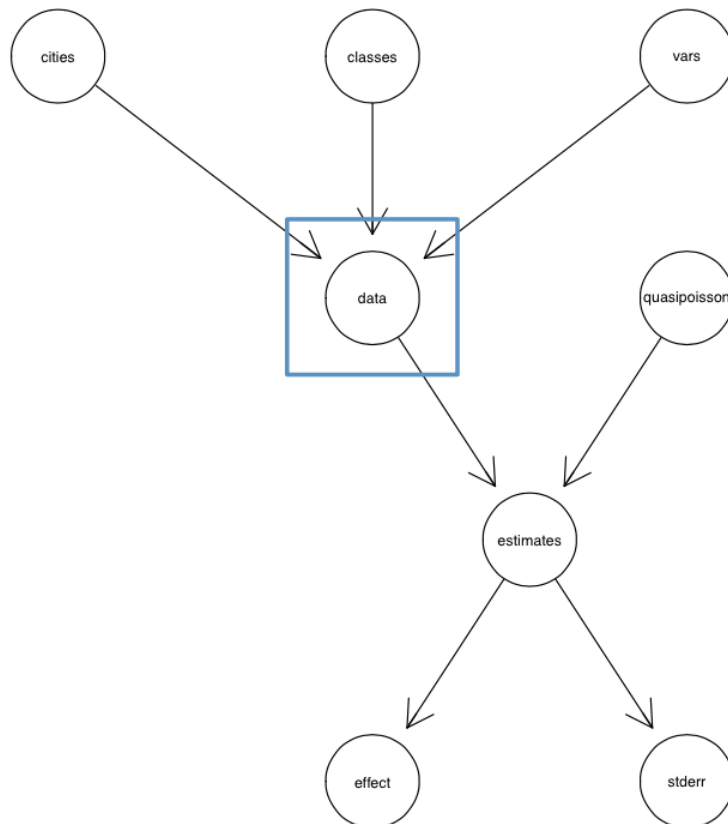 cities
classes
vars
data
quasipoisson
estimates
effect
stderr